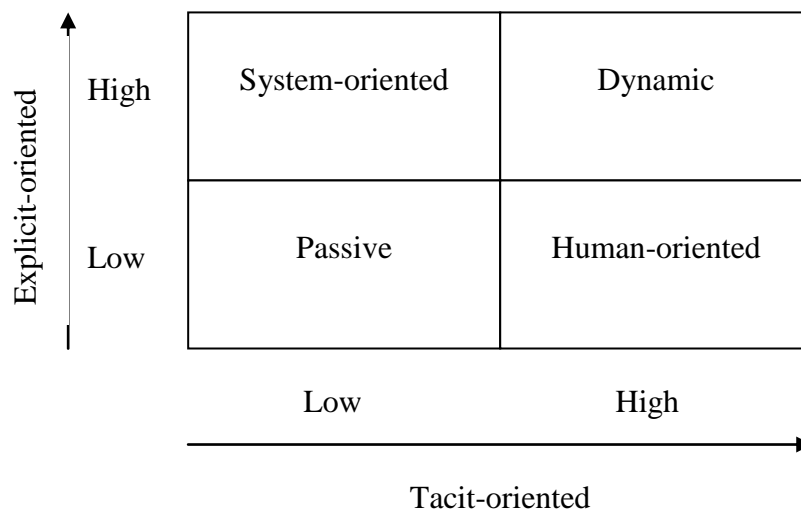 Explicit-oriented
High
System-oriented
Dynamic
Low
Passive
Human-oriented
Low
High
Tacit-oriented